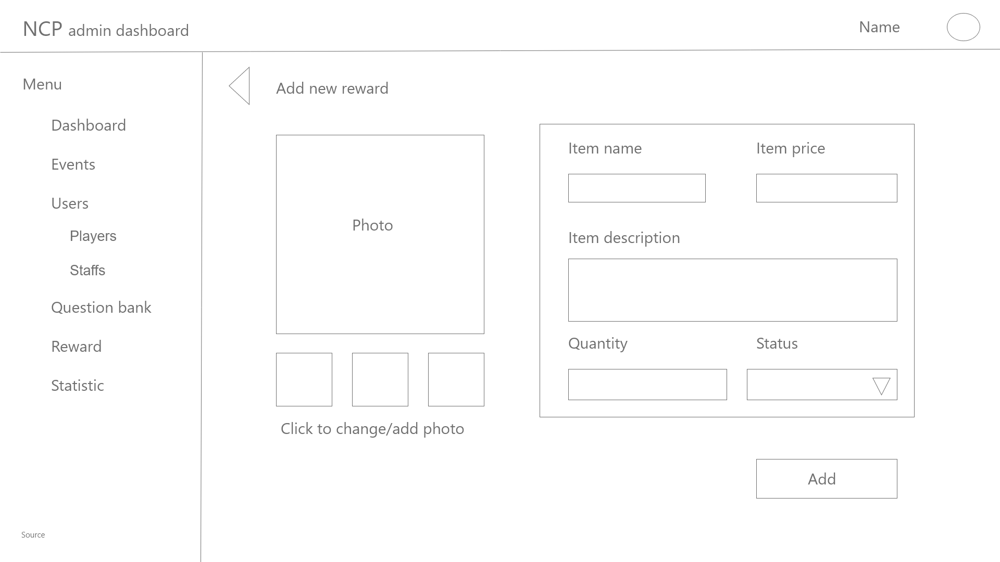 NCP admin dashboard
Name
Menu
Dashboard
Events
Users
Players
Staffs
Question bank
Reward
Statistic
Source
Add new reward
Photo
Click to change/add photo
Item name
Item price
Item description
Quantity
Status
Add